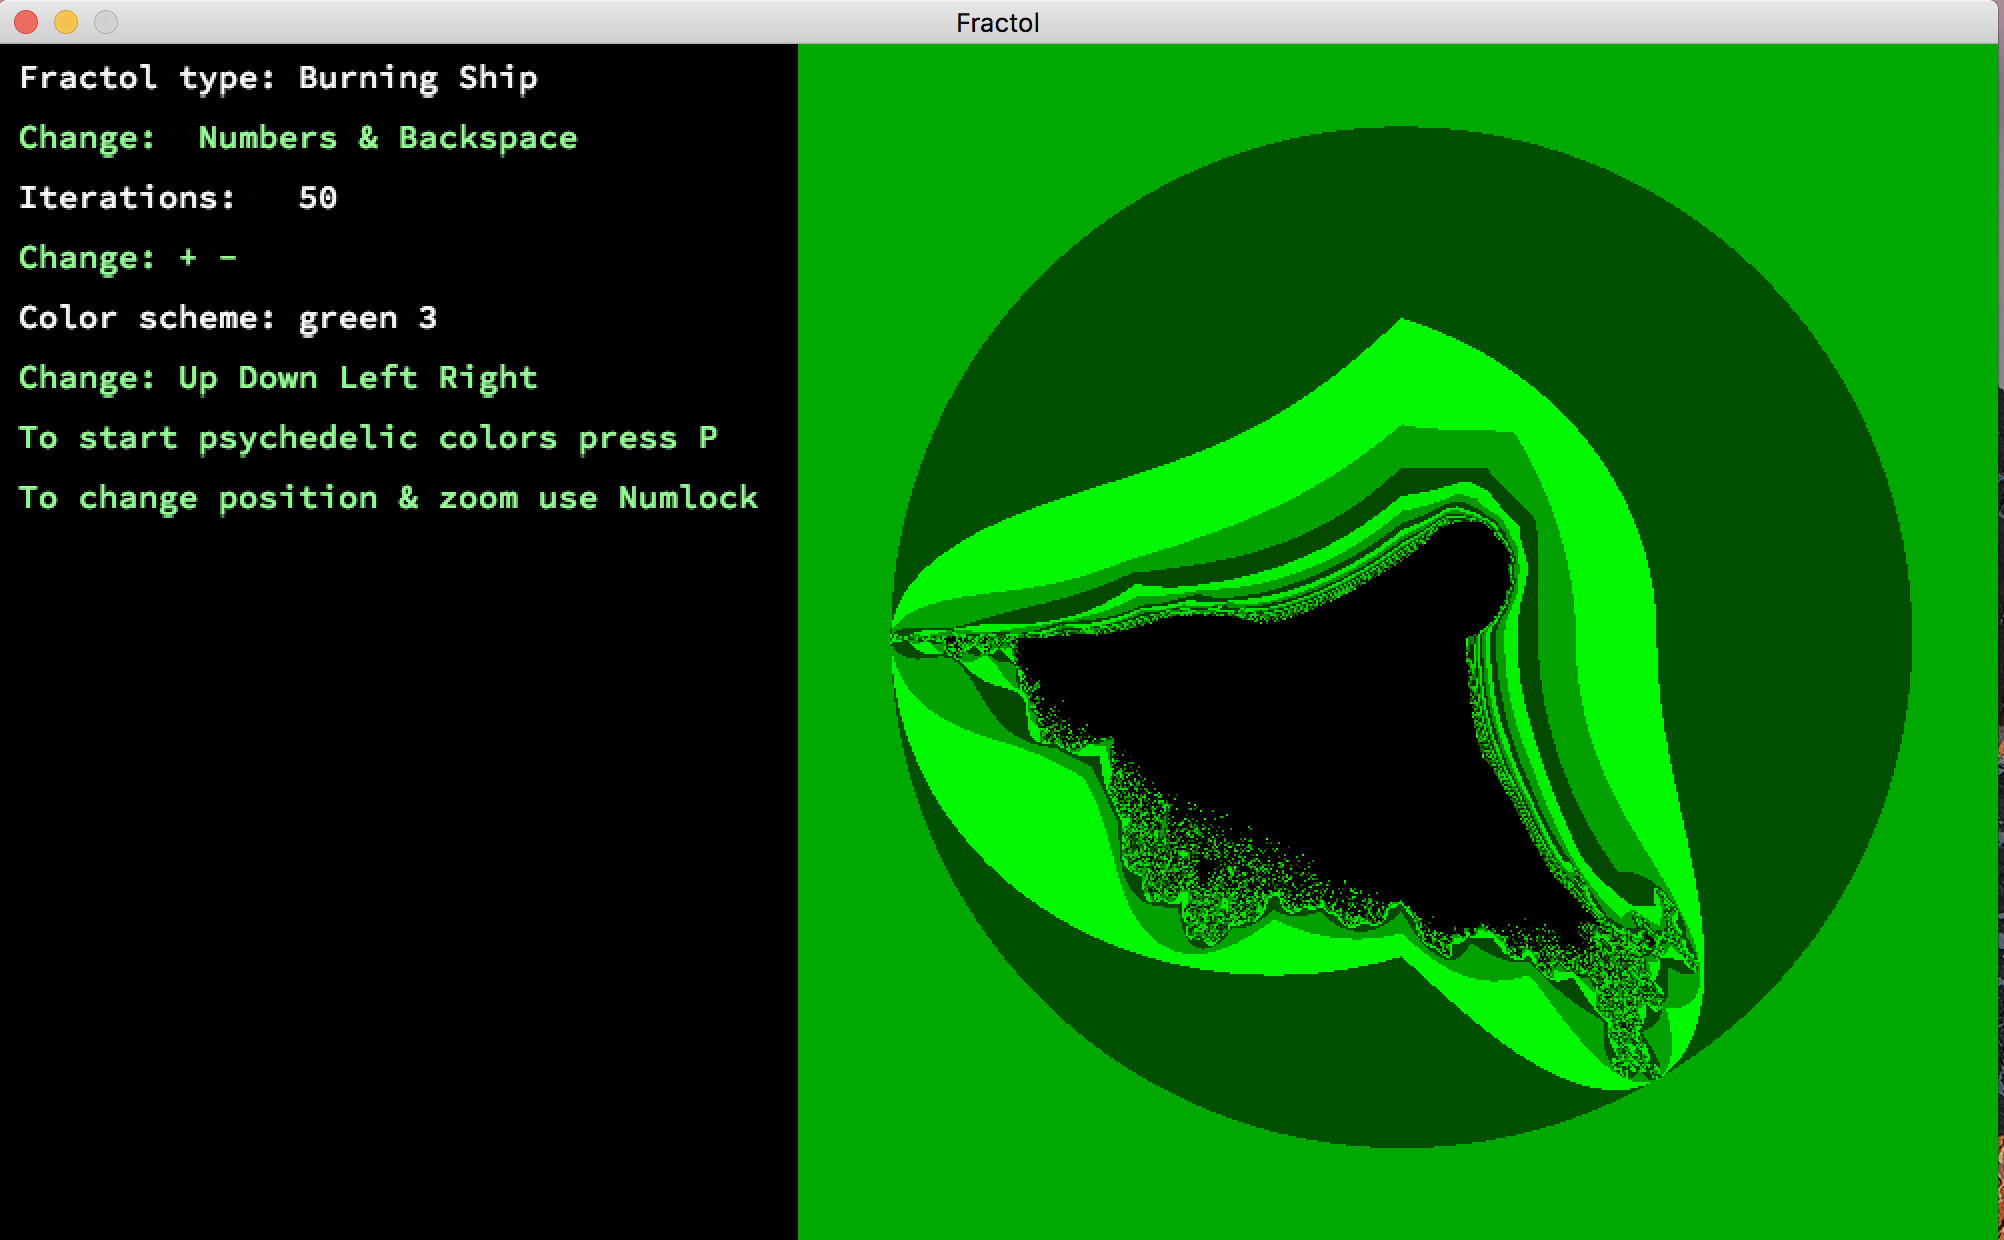 Fractol
Fractol type: Burning Ship
Change:  Numbers & Backspace
Iterations:   50
Change: + -
Color scheme: green 3
Change: Up Down Left Right
To start psychedelic colors press P
To change position & zoom use Numlock